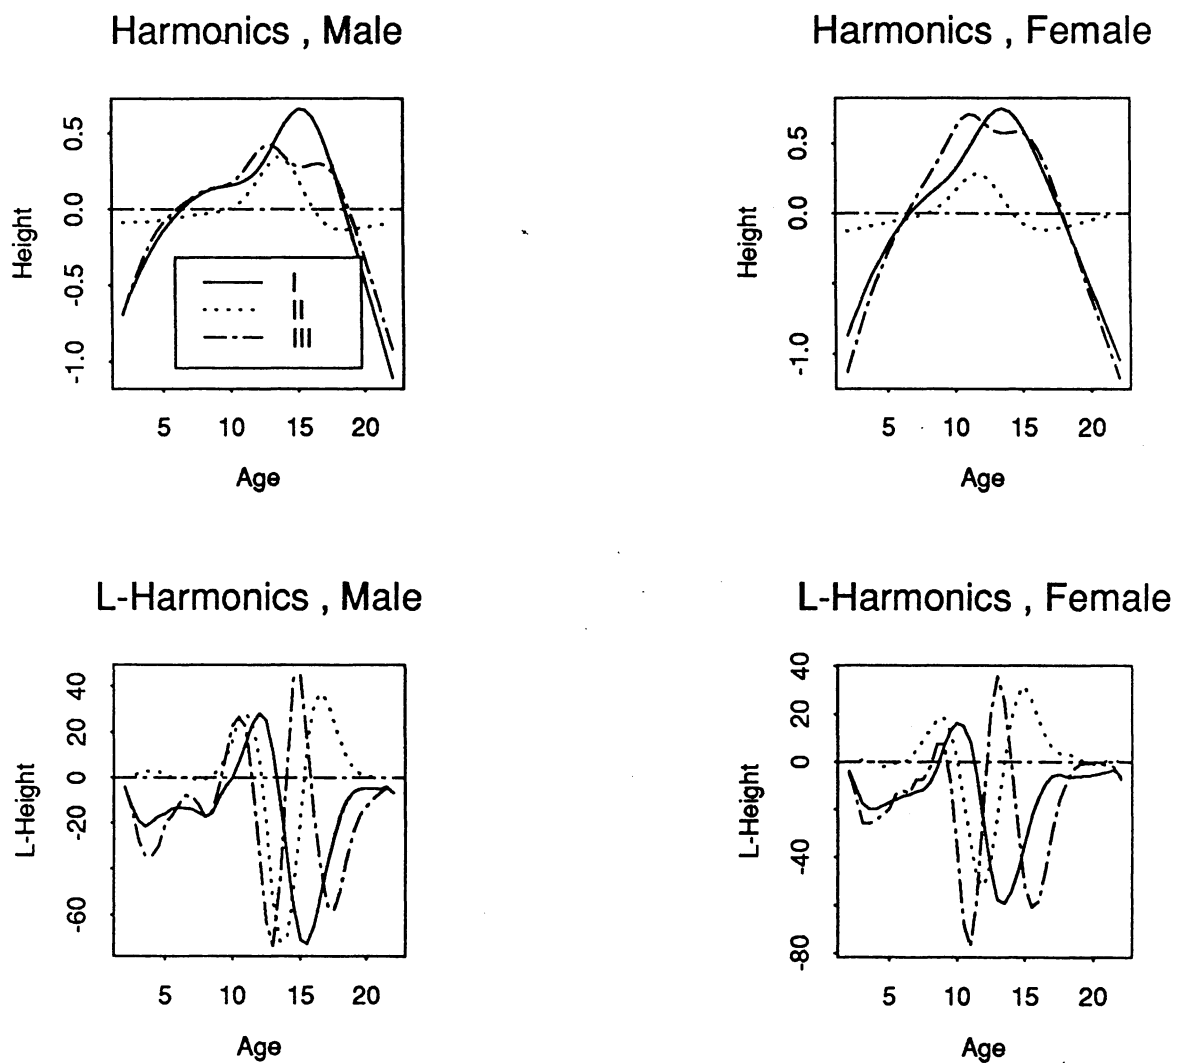 Harmonics , Male
Height
0.5
0.0
-0.5
-1.0
I
II
III
5 10 15 20
Age
Harmonics , Female
Height
0.5
0.0
-1.0
5 10 15 20
Age
L-Harmonics , Male
L-Height
40
20
0
-20
-60
5 10 15 20
Age
L-Harmonics , Female
L-Height
40
20
0
-40
-80
5 10 15 20
Age